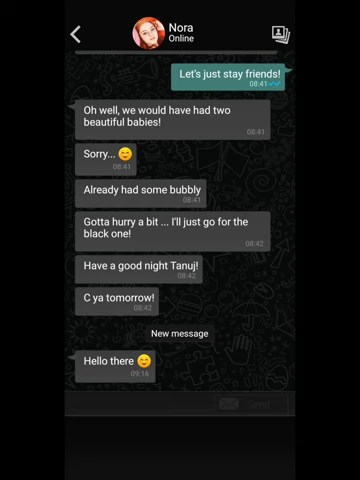 Nora
Online
Let's just stay friends!
08:41
Oh well, we would have had two
beautiful babies!
08:41
Sorry... 😊
08:41
Already had some bubbly
08:41
Gotta hurry a bit ... I'll just go for the
black one!
08:42
Have a good night Tanuj!
08:42
C ya tomorrow!
08:42
New message
Hello there 😊
09:16
Send